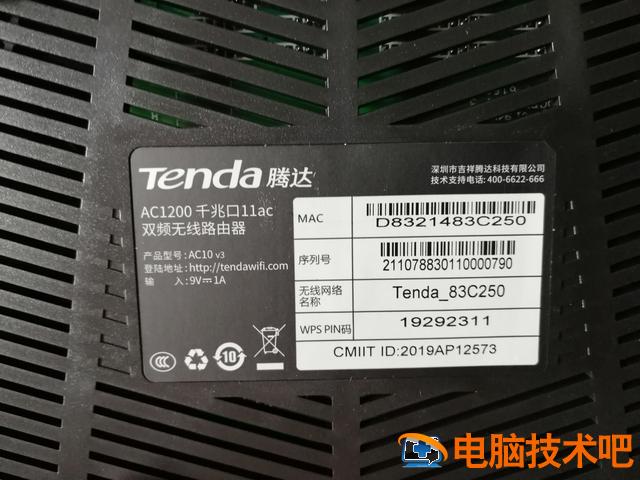 Tenda 腾达
深圳市吉祥腾达科技有限公司
技术支持电话: 400-6622-666
AC1200 千兆口11ac
双频无线路由器
产品型号: AC10 v3
登陆地址: http://tendawifi.com
输 入: 9V⎓1A
MAC
D8321483C250
序列号
211078830110000790
无线网络
名称
Tenda_83C250
WPS PIN码
19292311
CMIIT ID:2019AP12573
10
电脑技术吧